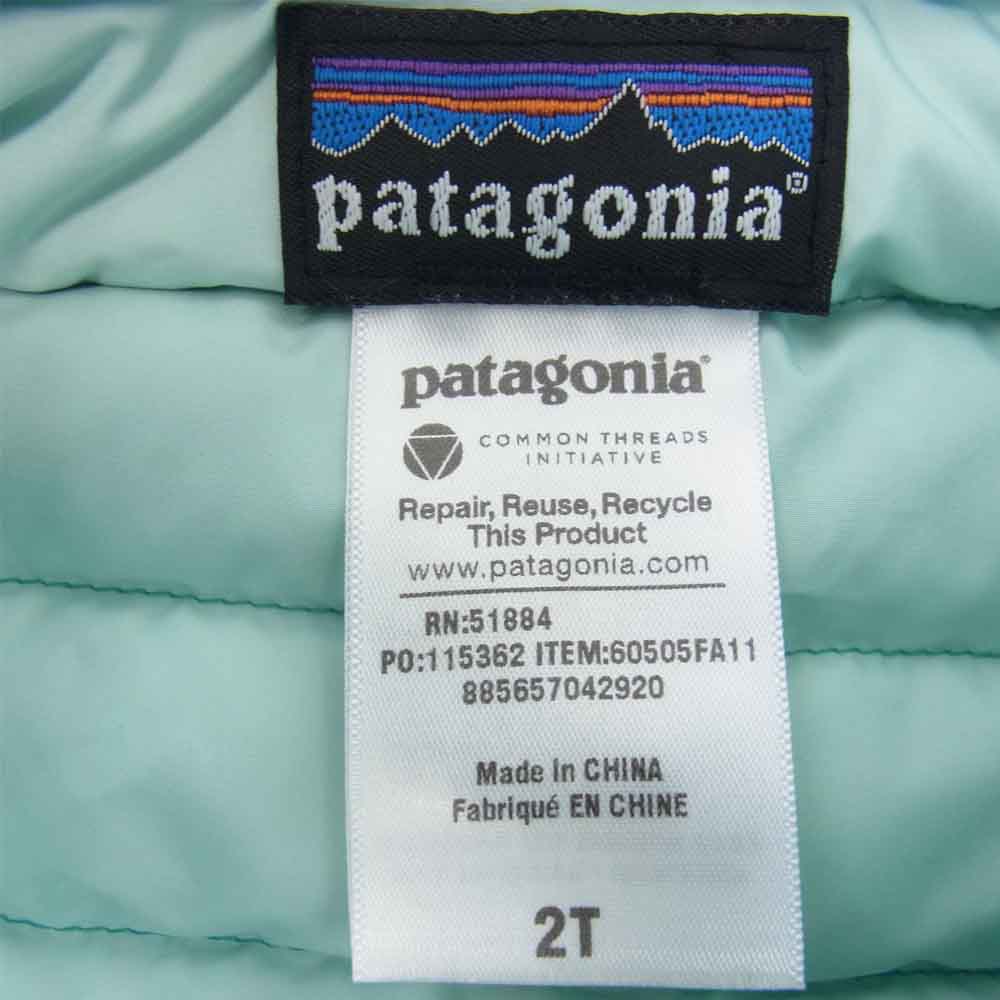 patagonia®
patagonia®
COMMON THREADS
INITIATIVE
Repair, Reuse, Recycle
This Product
www.patagonia.com
RN:51884
PO:115362 ITEM:60505FA11
885657042920
Made In CHINA
Fabriqué EN CHINE
2T